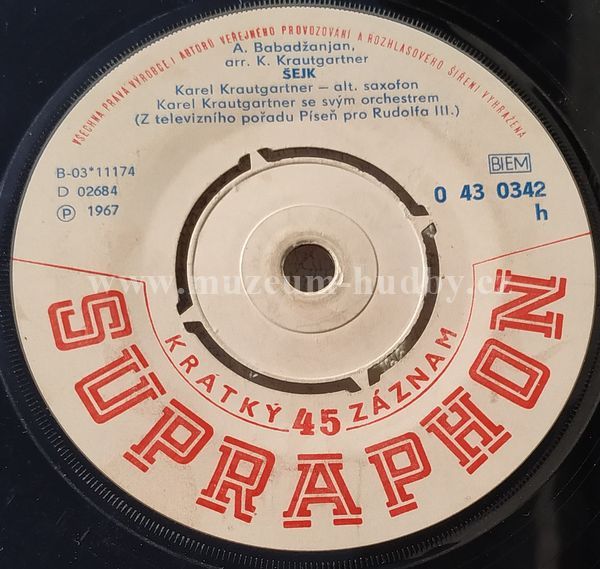 VŠECHNA PRÁVA VÝROBCE I AUTORŮ VEŘEJNÉHO PROVOZOVÁNÍ A ROZHLASOVÉHO ŠÍŘENÍ VYHRAŽENA
A. Babadžanjan,
arr. K. Krautgartner
ŠEJK
Karel Krautgartner – alt. saxofon
Karel Krautgartner se svým orchestrem
(Z televizního pořadu Píseň pro Rudolfa III.)
B-03*11174
D 02684
Ⓟ 1967
BIEM
0 43 0342
h
www.muzeum-hudby.cz
KRÁTKÝ 45 ZÁZNAM
SUPRAPHON